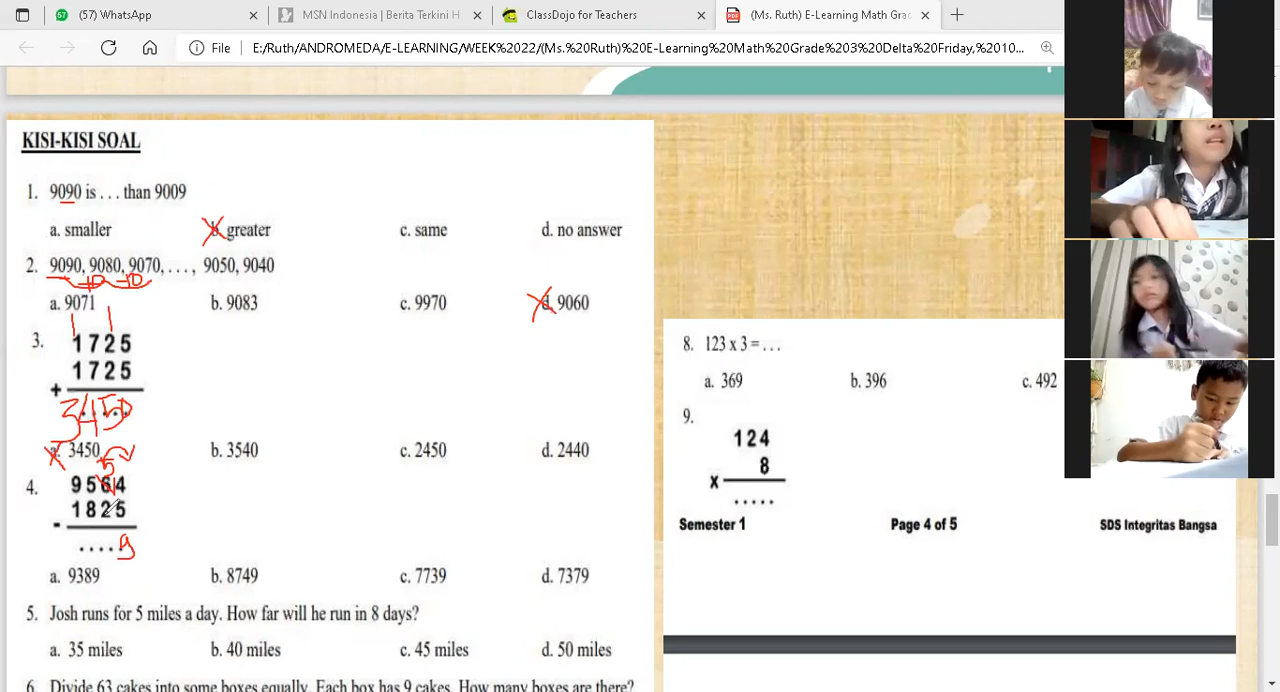 (57) WhatsApp
MSN Indonesia | Berita Terkini H
ClassDojo for Teachers
(Ms. Ruth) E-Learning Math Grac
File
E:/Ruth/ANDROMEDA/E-LEARNING/WEEK%2022/(Ms.%20Ruth)%20E-Learning%20Math%20Grade%203%20Delta%20Friday,%2010...
KISI-KISI SOAL
1. 9090 is . . . than 9009
a. smaller b. greater c. same d. no answer
2. 9090, 9080, 9070, . . . , 9050, 9040
-10 -10
a. 9071 b. 9083 c. 9970 d. 9060
1 1
3. 1725
1725
+
3450
a. 3450 b. 3540 c. 2450 d. 2440
5
4. 9564
1825
-
. . . . 9
a. 9389 b. 8749 c. 7739 d. 7379
5. Josh runs for 5 miles a day. How far will he run in 8 days?
a. 35 miles b. 40 miles c. 45 miles d. 50 miles
6. Divide 63 cakes into some boxes equally. Each box has 9 cakes. How many boxes are there?
8. 123 x 3 = . . .
a. 369 b. 396 c. 492
9.
124
8
x
. . . . .
Semester 1 Page 4 of 5 SDS Integritas Bangsa